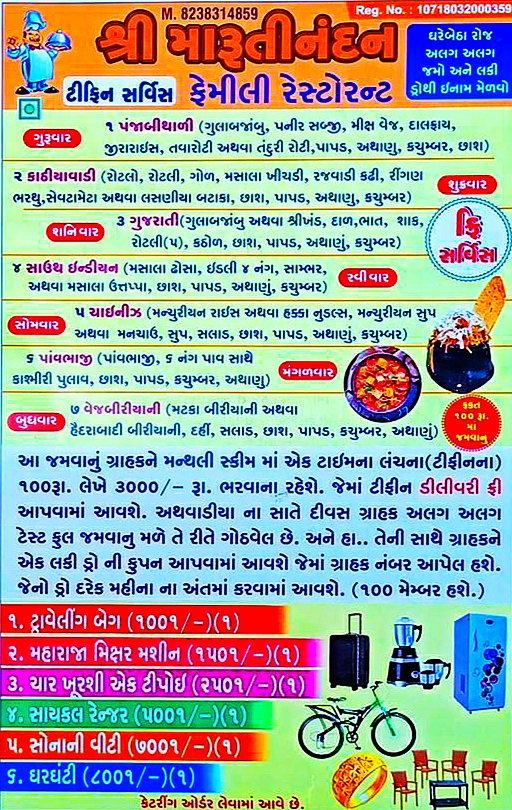 M. 8238314859
Reg. No. : 10718032000359
શ્રી મારૂતીનંદન
ટીફિન સર્વિસ ફેમીલી રેસ્ટોરન્ટ
ઘરેબેઠા રોજ
અલગ અલગ
જમો અને લકી
ડ્રોથી ઇનામ મેળવો
ગુરૂવાર
૧ પંજાબીથાળી (ગુલાબજાંબુ, પનીર સબ્જી, મીક્ષ વેજ, દાલફ્રાય,
જીરારાઇસ, તવારોટી અથવા તંદુરી રોટી,પાપડ, અથાણુ, કચુમ્બર, છાશ)
૨ કાઠીયાવાડી (રોટલો, રોટલી, ગોળ, મસાલા ખીચડી, રજવાડી કઢી, રીંગણ
ભરથુ,સેવટામેટા અથવા લસણીયા બટાકા, છાશ, પાપડ, અથાણુ, કચુમ્બર)
શુક્રવાર
શનિવાર
૩ ગુજરાતી(ગુલાબજાંબુ અથવા શ્રીખંડ, દાળ,ભાત, શાક,
રોટલી(૫), કઠોળ, છાશ, પાપડ, અથાણું, કચુમ્બર)
ફ્રિ
સર્વિસ
૪ સાઉથ ઇન્ડીયન (મસાલા ઢોસા, ઇડલી ૪ નંગ, સામ્ભર,
અથવા મસાલા ઉત્તપ્પા, છાશ, પાપડ, અથાણું, કચુમ્બર)
રવીવાર
સોમવાર
૫ ચાઇનીઝ (મન્ચુરીયન રાઇસ અથવા હક્કા નુડલ્સ, મન્ચુરીયન સુપ
અથવા મનચાઉ, સુપ, સલાડ, છાશ, પાપડ, અથાણું, કચુમ્બર)
૬ પાંવભાજી (પાંવભાજી, ૬ નંગ પાવ સાથે
કાશ્મીરી પુલાવ, છાશ, પાપડ, કચુમ્બર, અથાણુ)
મંગળવાર
બુધવાર
૭ વેજબીરીયાની (મટકા બીરીયાની અથવા
હૈદરાબાદી બીરીયાની, દહીં, સલાડ, છાશ, પાપડ, કચુમ્બર, અથાણું)
ફકત
૧૦૦ રૂા.
માં
જમવાનું
આ જમવાનું ગ્રાહકને મન્થલી સ્કીમ માં એક ટાઇમના લંચના(ટીફીનના)
૧૦૦રૂા. લેખે ૩૦૦૦/- રૂા. ભરવાના રહેશે. જેમાં ટીફીન ડીલીવરી ફ્રી
આપવામાં આવશે. અથવાડીયા ના સાતે દીવસ ગ્રાહક અલગ અલગ
ટેસ્ટ ફુલ જમવાનુ મળે તે રીતે ગોઠવેલ છે. અને હા.. તેની સાથે ગ્રાહકને
એક લકી ડ્રો ની કુપન આપવામાં આવશે જેમાં ગ્રાહક નંબર આપેલ હશે.
જેનો ડ્રો દરેક મહીના ના અંતમાં કરવામાં આવશે. (૧૦૦ મેમ્બર હશે.)
૧. ટ્રાવેલીંગ બેગ (૧૦૦૧/-)(૧)
૨. મહારાજા મિક્ષર મશીન (૧૫૦૧/-)(૧)
૩. ચાર ખૂરશી એક ટીપોઇ (૨૫૦૧/-)(૧)
૪. સાયકલ રેન્જર (૫૦૦૧/-)(૧)
૫. સોનાની વીટી (૭૦૦૧/-)(૧)
૬. ઘરઘંટી (૮૦૦૧/-)(૧)
કેટરીંગ ઓર્ડર લેવામાં આવે છે.